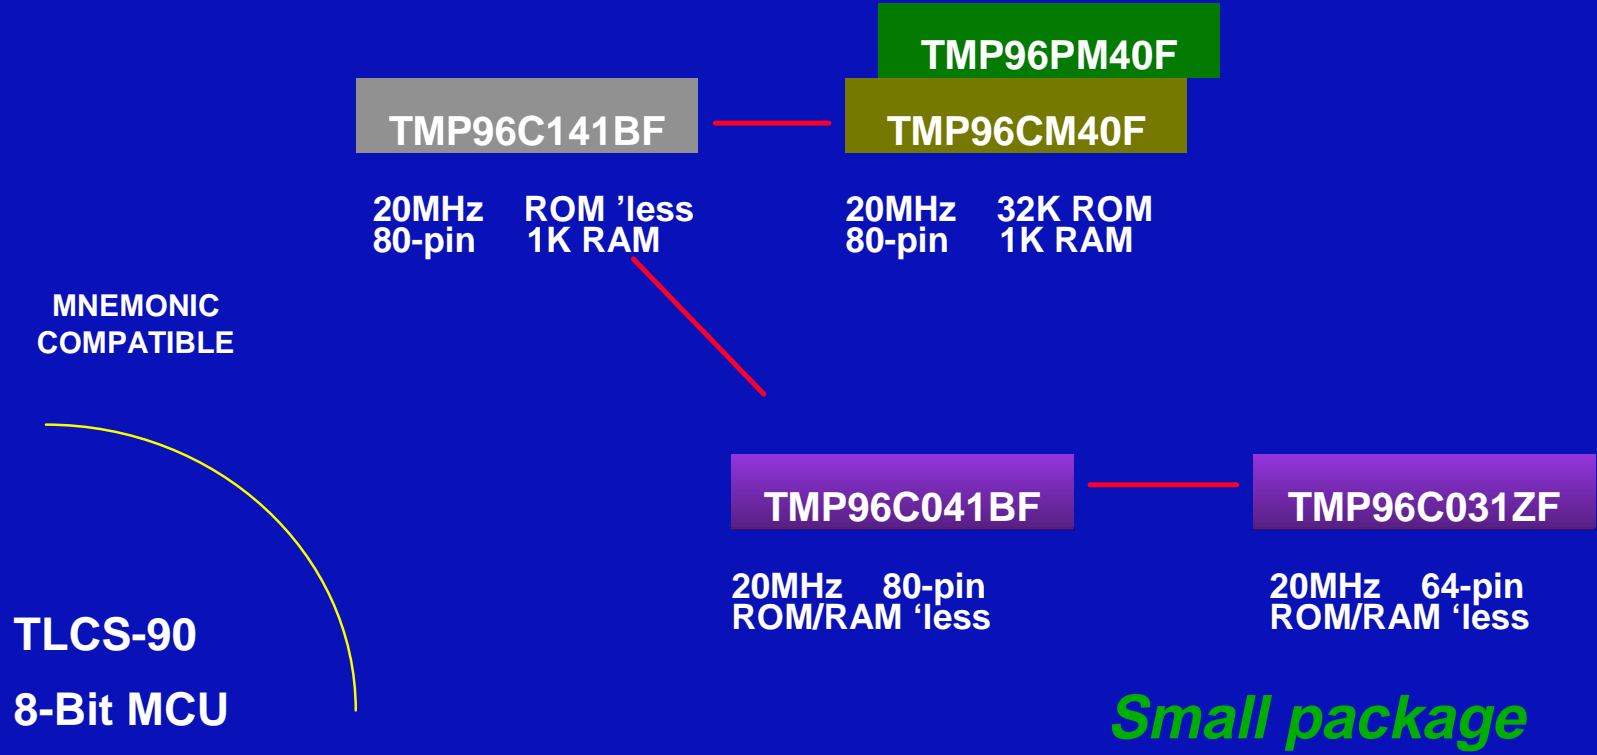 TMP96PM40F
TMP96C141BF
TMP96CM40F
20MHz ROM ’less
80-pin 1K RAM
20MHz 32K ROM
80-pin 1K RAM
MNEMONIC
COMPATIBLE
TMP96C041BF
TMP96C031ZF
20MHz 80-pin
ROM/RAM ‘less
20MHz 64-pin
ROM/RAM ‘less
TLCS-90
8-Bit MCU
Small package